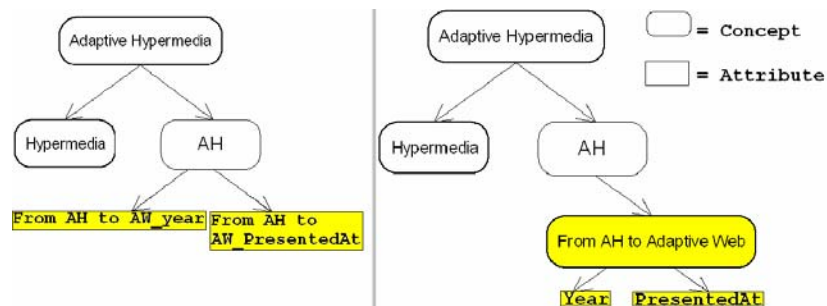 Adaptive Hypermedia
Hypermedia
AH
From AH to AW_year
From AH to
AW_PresentedAt
Adaptive Hypermedia
= Concept
= Attribute
Hypermedia
AH
From AH to Adaptive Web
Year
PresentedAt